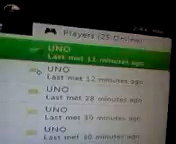 Players (25 Online)
UNO
Last met 11 minutes ago
UNO
Last met 12 minutes ago
UNO
Last met 28 minutes ago
UNO
Last met 30 minutes ago
UNO
Last met 30 minutes ago